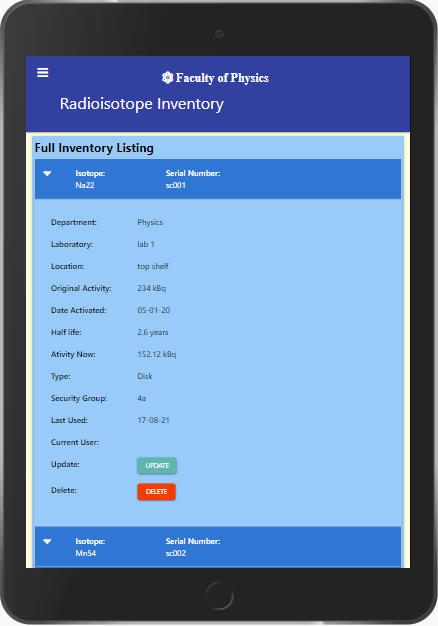 Faculty of Physics
Radioisotope Inventory
Full Inventory Listing
Isotope: Serial Number:
Na22 sc001
Department: Physics
Laboratory: lab 1
Location: top shelf
Original Activity: 234 kBq
Date Activated: 05-01-20
Half life: 2.6 years
Ativity Now: 152.12 kBq
Type: Disk
Security Group: 4a
Last Used: 17-08-21
Current User:
Update: UPDATE
Delete: DELETE
Isotope: Serial Number:
Mn54 sc002